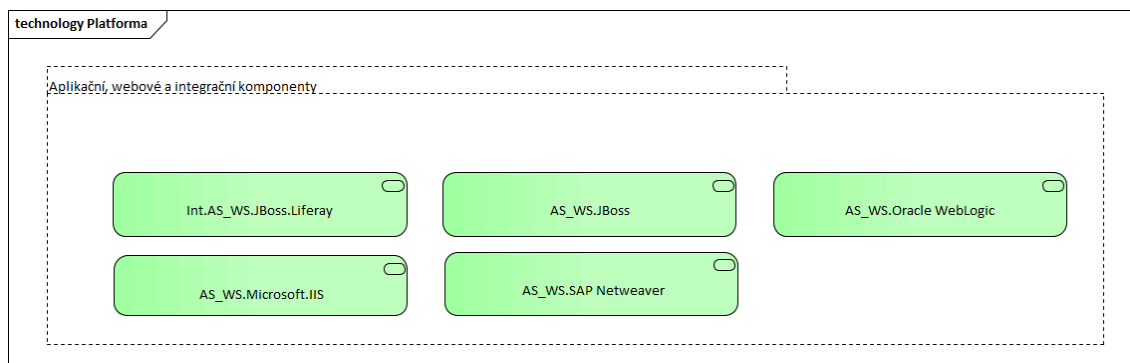 technology Platforma
Aplikační, webové a integrační komponenty
Int.AS_WS.JBoss.Liferay
AS_WS.JBoss
AS_WS.Oracle WebLogic
AS_WS.Microsoft.IIS
AS_WS.SAP Netweaver